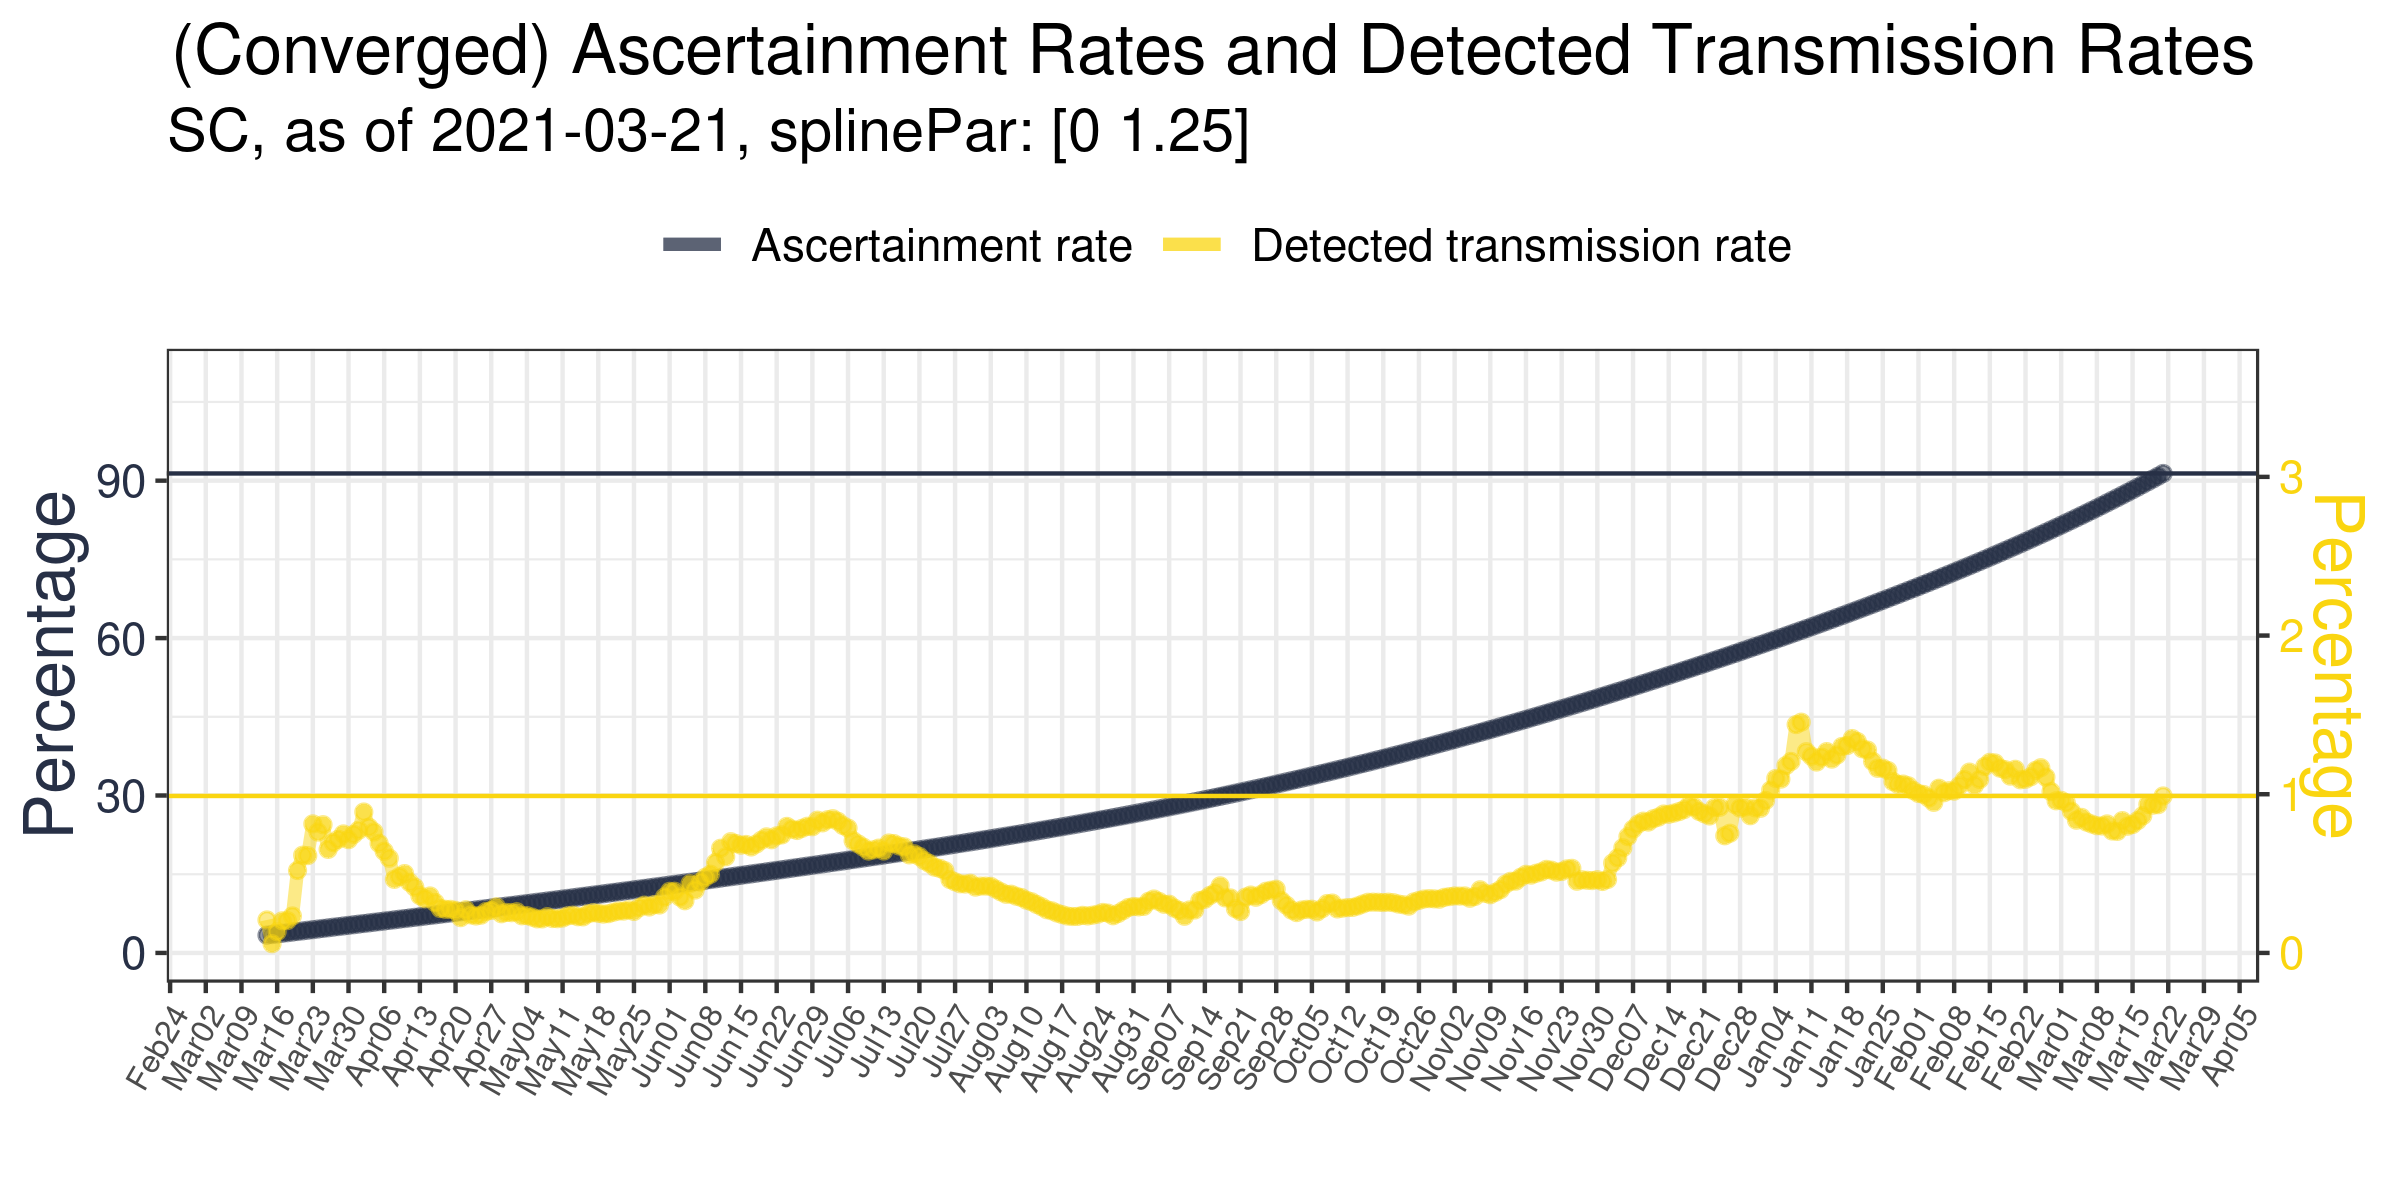 (Converged) Ascertainment Rates and Detected Transmission Rates
SC, as of 2021-03-21, splinePar: [0 1.25]
Ascertainment rate
Detected transmission rate
Percentage
90
60
30
0
3
2
1
0
Percentage
Feb24
Mar02
Mar09
Mar16
Mar23
Mar30
Apr06
Apr13
Apr20
Apr27
May04
May11
May18
May25
Jun01
Jun08
Jun15
Jun22
Jun29
Jul06
Jul13
Jul20
Jul27
Aug03
Aug10
Aug17
Aug24
Aug31
Sep07
Sep14
Sep21
Sep28
Oct05
Oct12
Oct19
Oct26
Nov02
Nov09
Nov16
Nov23
Nov30
Dec07
Dec14
Dec21
Dec28
Jan04
Jan11
Jan18
Jan25
Feb01
Feb08
Feb15
Feb22
Mar01
Mar08
Mar15
Mar22
Mar29
Apr05